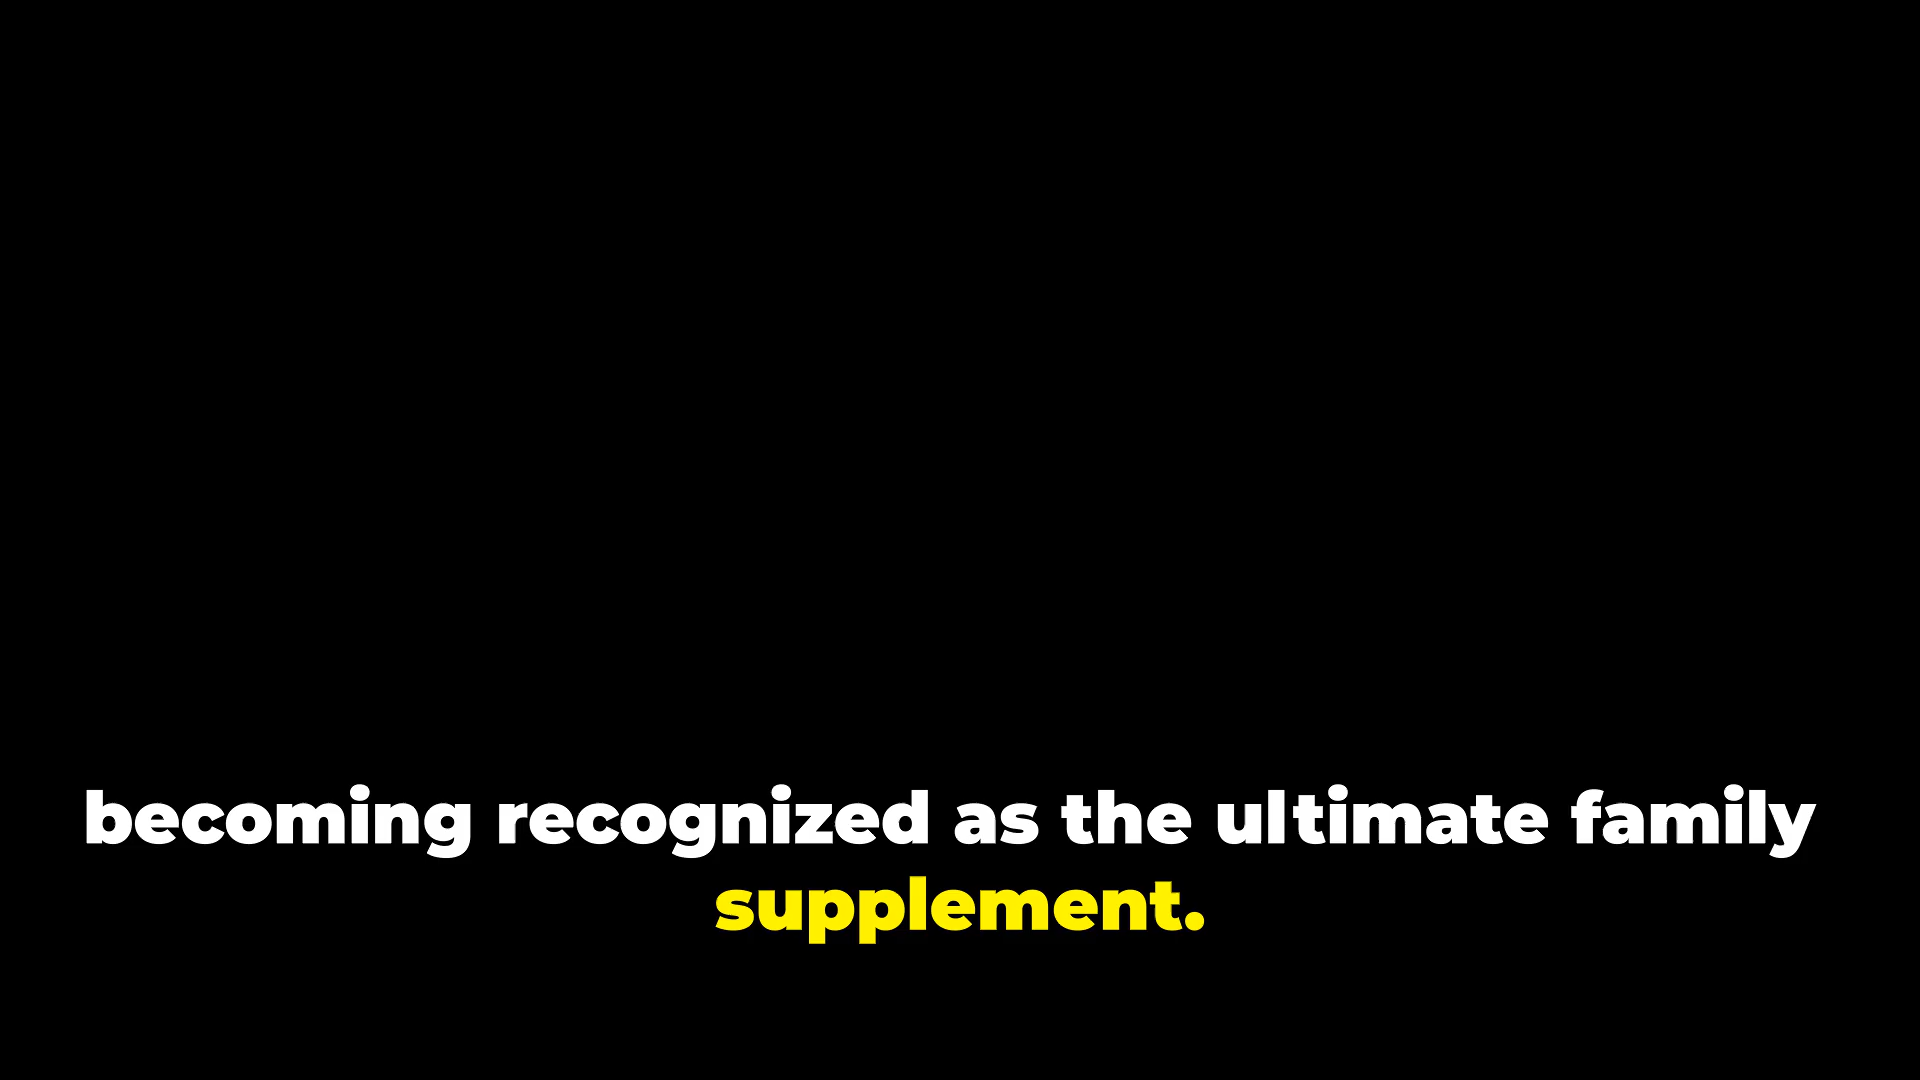 becoming recognized as the ultimate family
supplement.